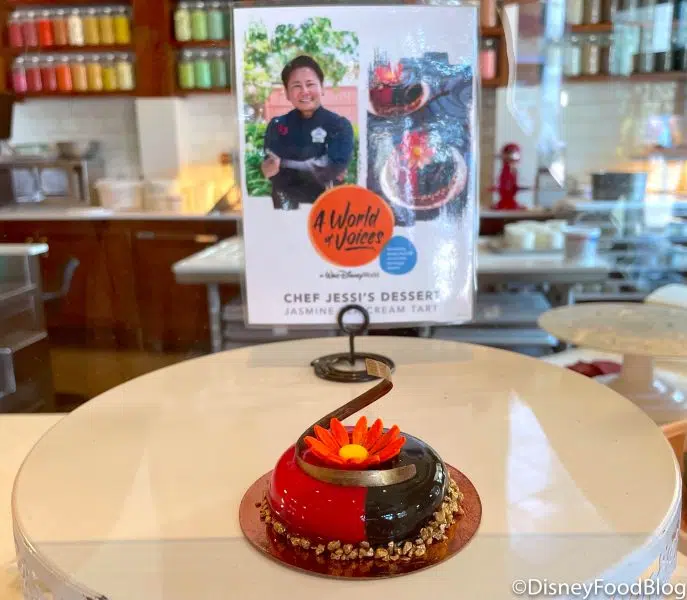 A World
of Voices
at Walt Disney World
CHEF JESSI'S DESSERT
JASMINE CREAM TART
©DisneyFoodBlog